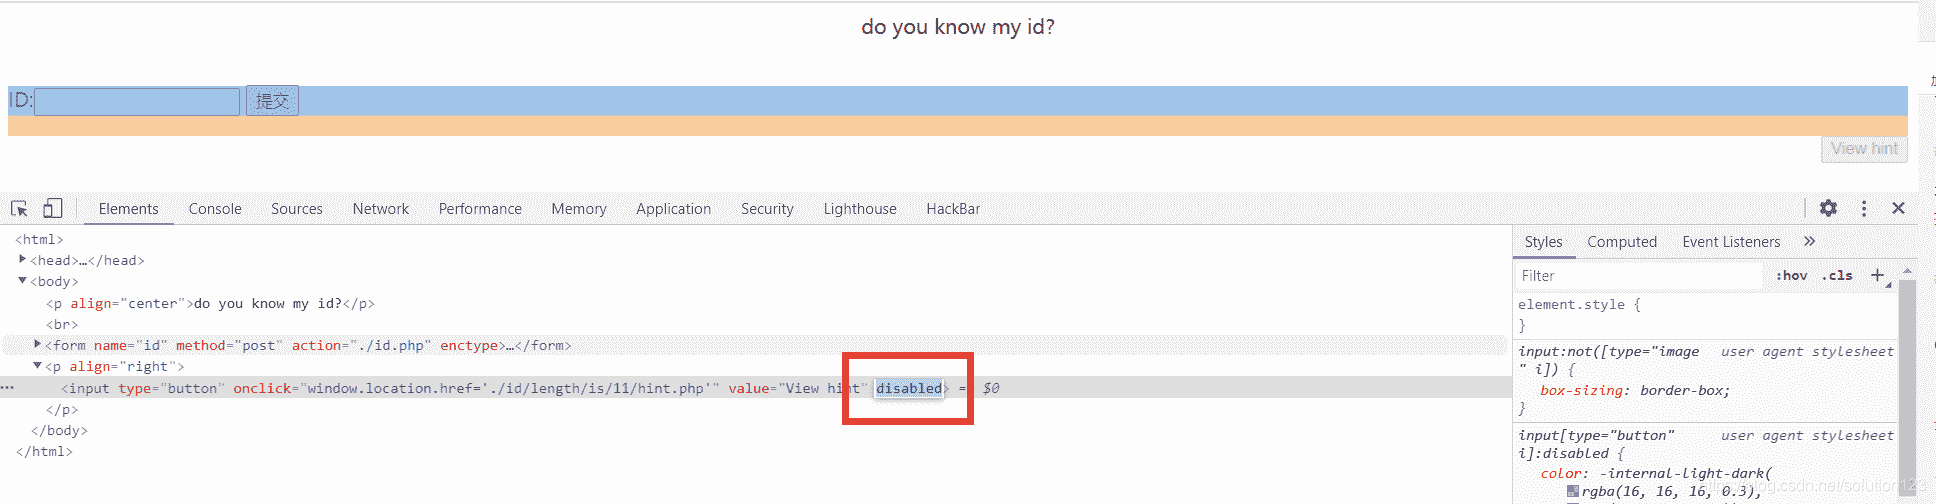 do you know my id?
ID: 提交
View hint
Elements Console Sources Network Performance Memory Application Security Lighthouse HackBar
<html>
<head>…</head>
<body>
<p align="center">do you know my id?</p>
<br>
<form name="id" method="post" action="./id.php" enctype>…</form>
<p align="right">
<input type="button" onclick="window.location.href='./id/length/is/11/hint.php'" value="View hint" disabled> == $0
</p>
</body>
</html>
Styles Computed Event Listeners »
Filter :hov .cls +
element.style {
}
input:not([type="image user agent stylesheet
" i]) {
box-sizing: border-box;
}
input[type="button" user agent stylesheet
i]:disabled {
color: -internal-light-dark(
rgba(16, 16, 16, 0.3),
https://blog.csdn.net/solution123